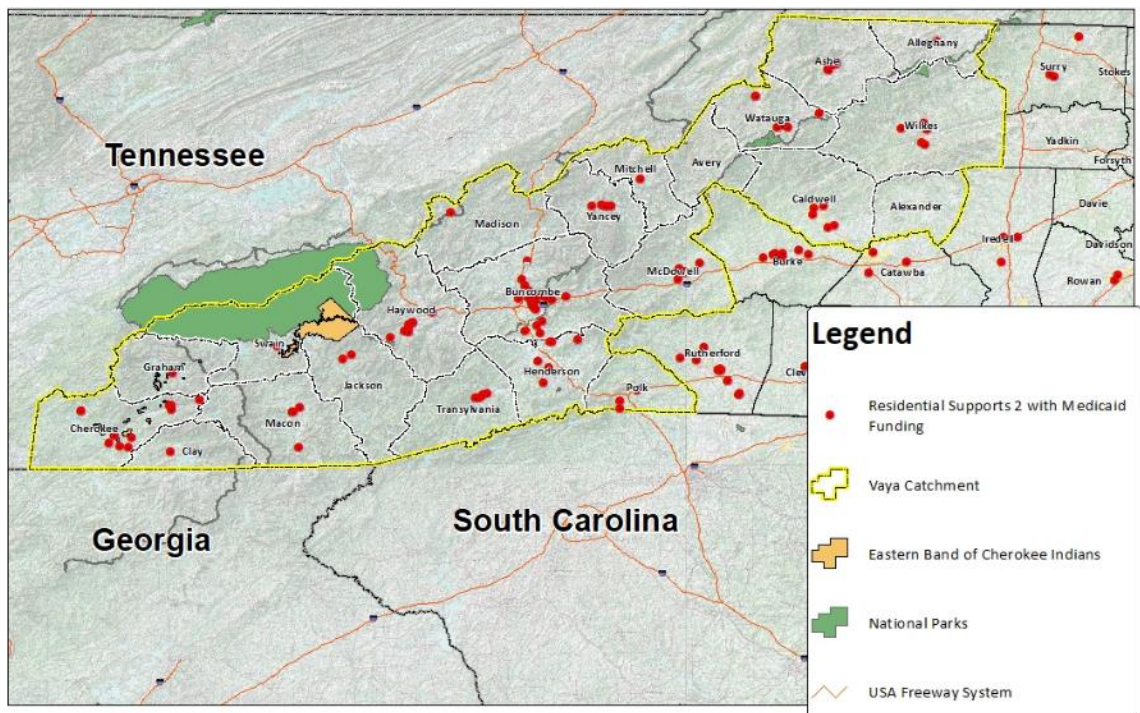 Alleghany
Ashe
Surry
Stokes
Watauga
Wilkes
Yadkin
Forsyth
Tennessee
Mitchell
Avery
Caldwell
Alexander
Davie
Yancey
Madison
Iredell
Davidson
McDowell
Burke
Catawba
Rowan
Buncombe
Haywood
Swain
Rutherford
Graham
Jackson
Henderson
Polk
Transylvania
Macon
Cherokee
Clay
Georgia
South Carolina
Legend
Residential Supports 2 with Medicaid
Funding
Vaya Catchment
Eastern Band of Cherokee Indians
National Parks
USA Freeway System